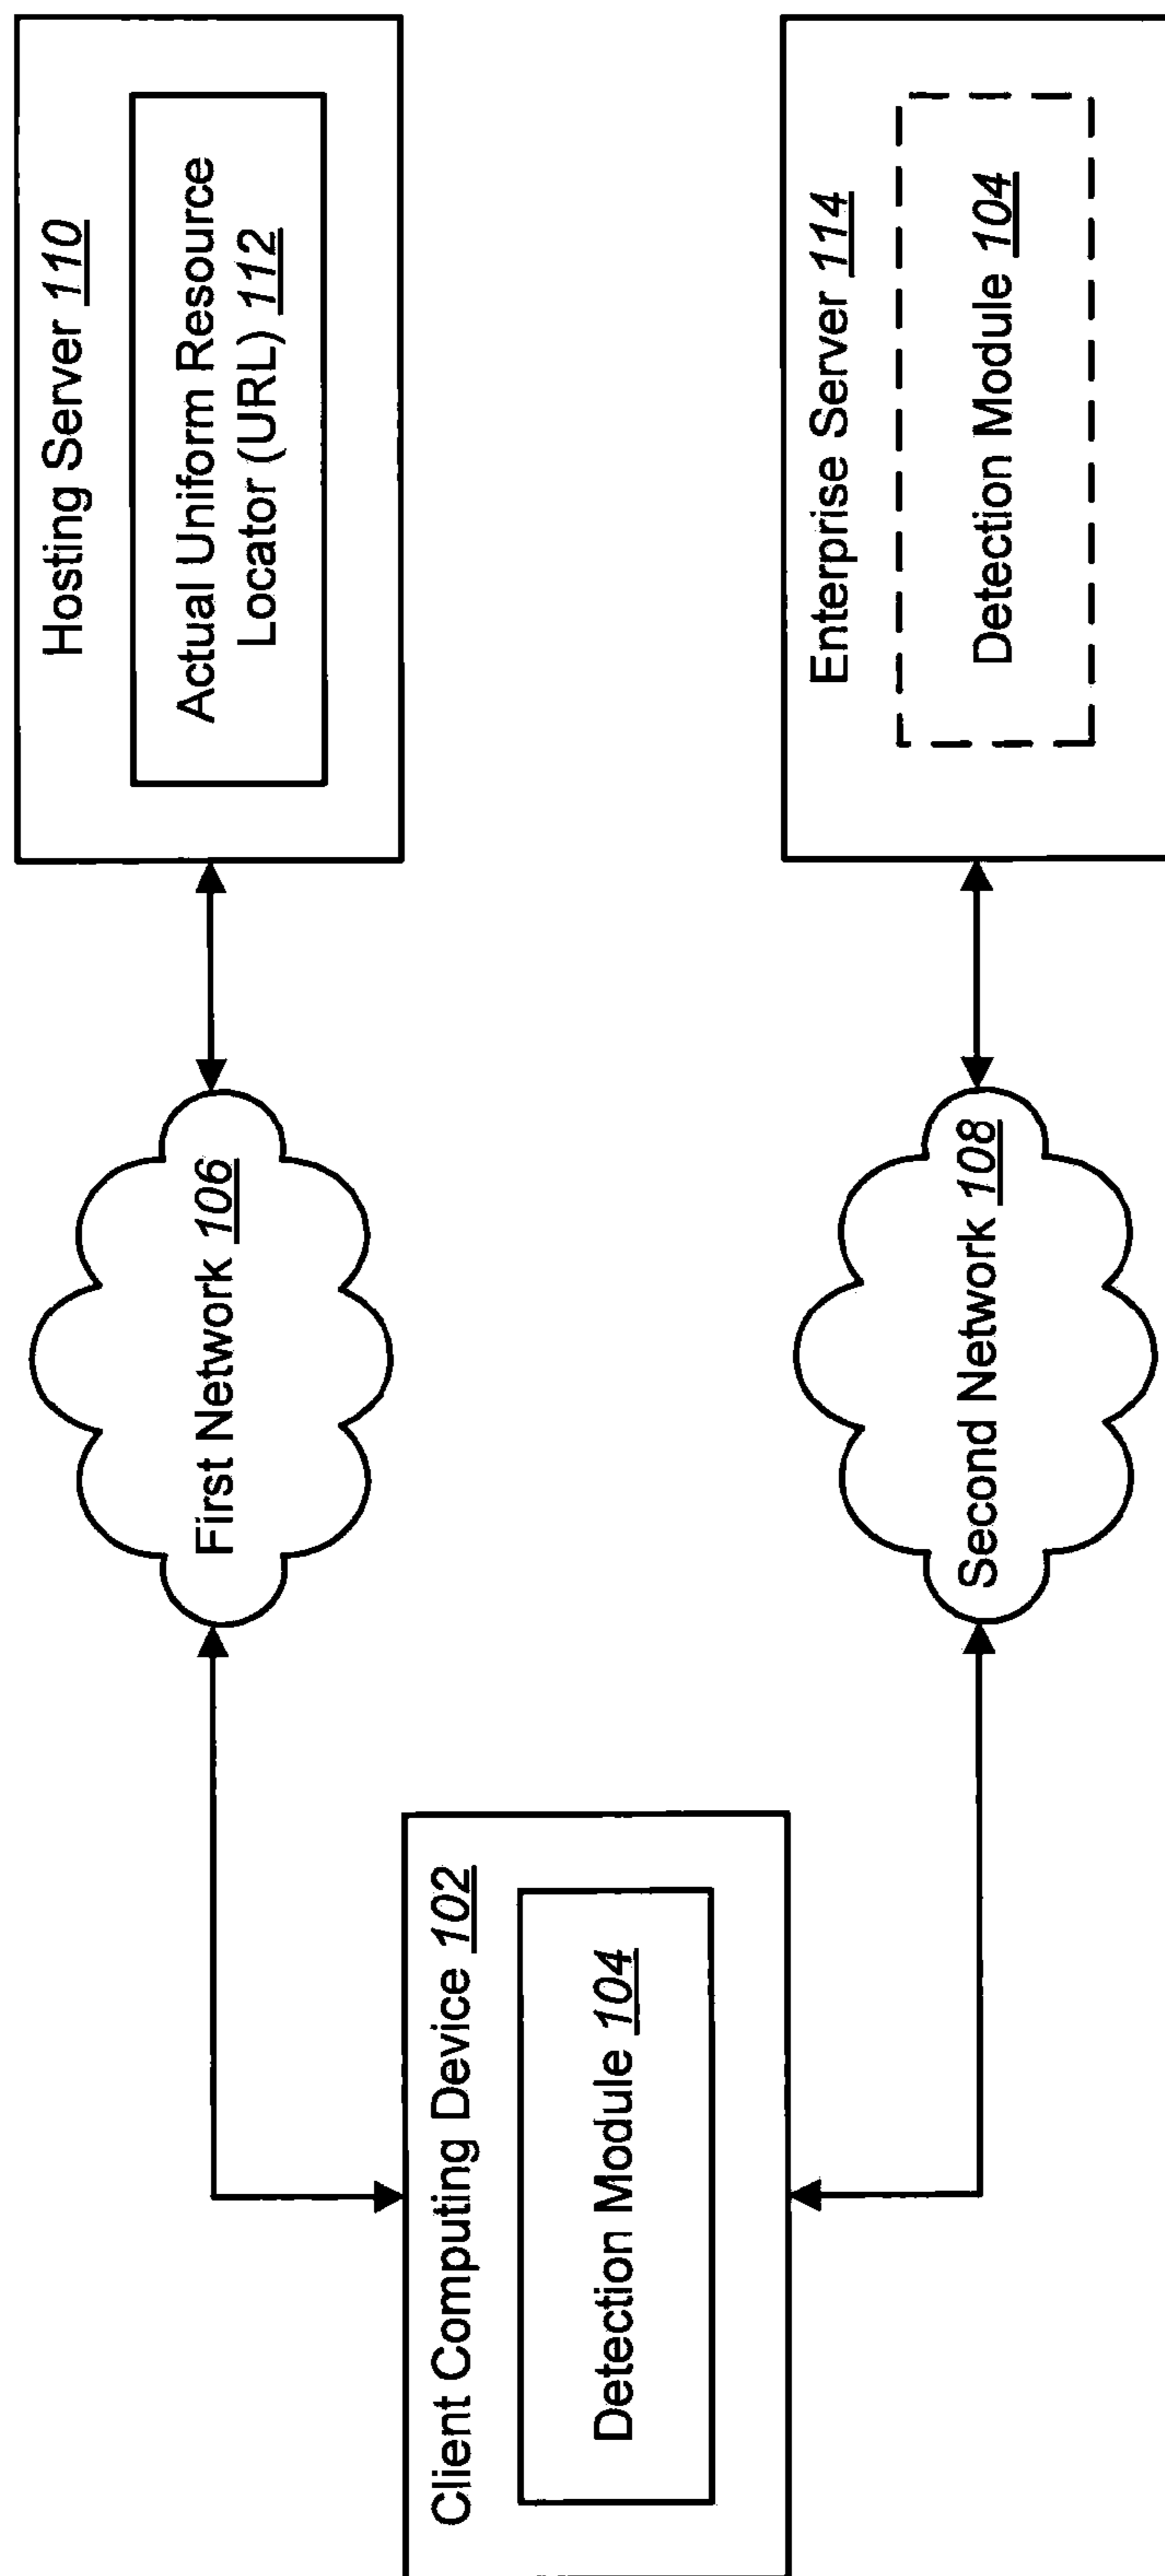 Client Computing Device 102
Detection Module 104
First Network 106
Second Network 108
Hosting Server 110
Actual Uniform Resource
Locator (URL) 112
Enterprise Server 114
Detection Module 104